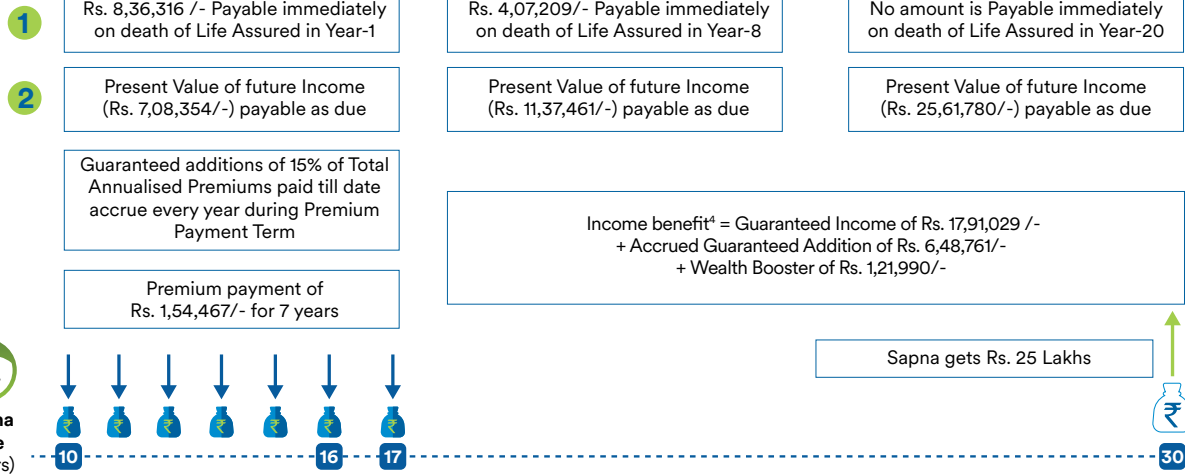 1
Rs. 8,36,316 /- Payable immediately
on death of Life Assured in Year-1
Rs. 4,07,209/- Payable immediately
on death of Life Assured in Year-8
No amount is Payable immediately
on death of Life Assured in Year-20
2
Present Value of future Income
(Rs. 7,08,354/-) payable as due
Present Value of future Income
(Rs. 11,37,461/-) payable as due
Present Value of future Income
(Rs. 25,61,780/-) payable as due
Guaranteed additions of 15% of Total
Annualised Premiums paid till date
accrue every year during Premium
Payment Term
Income benefit⁴ = Guaranteed Income of Rs. 17,91,029 /-
+ Accrued Guaranteed Addition of Rs. 6,48,761/-
+ Wealth Booster of Rs. 1,21,990/-
Premium payment of
Rs. 1,54,467/- for 7 years
Sapna gets Rs. 25 Lakhs
₹ ₹ ₹ ₹ ₹ ₹ ₹ ₹
10 16 17 30